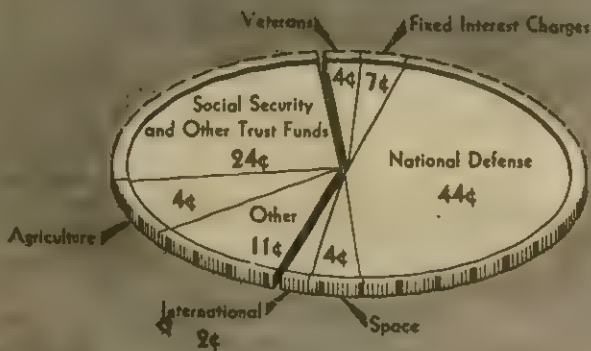 Veterans
Fixed Interest Charges
4¢
7¢
Social Security
and Other Trust Funds
24¢
National Defense
44¢
4¢
Agriculture
Other
11¢
4¢
International
2¢
Space